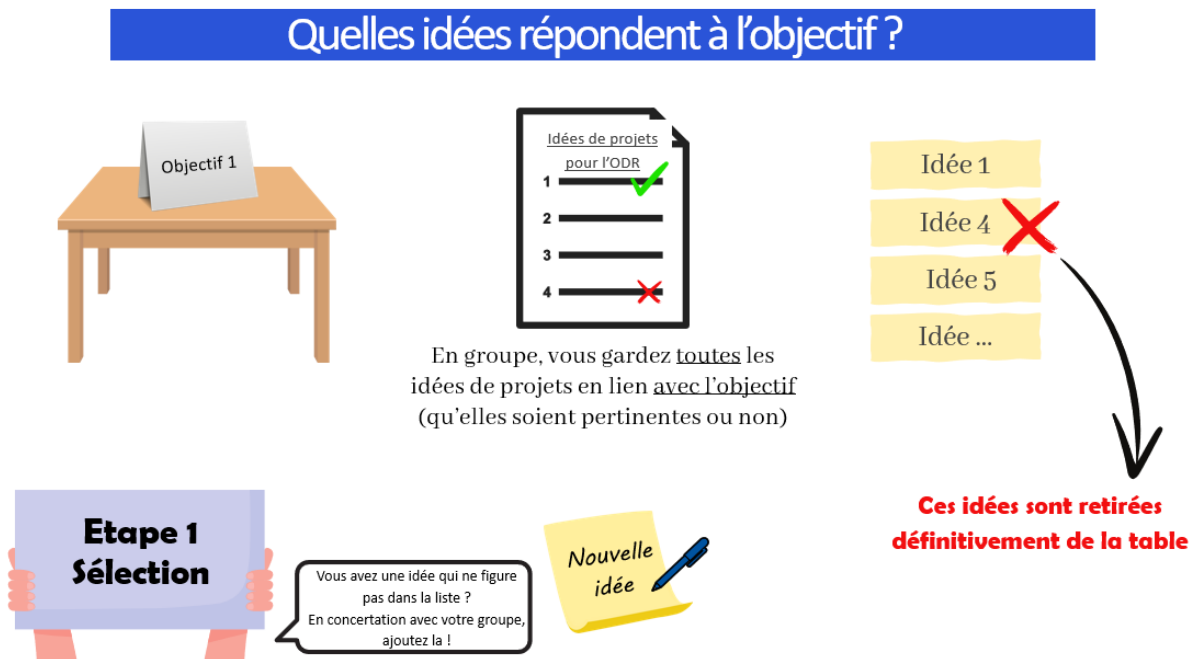 Quelles idées répondent à l’objectif ?
Objectif 1
Idées de projets
pour l’ODR
1
2
3
4
En groupe, vous gardez toutes les
idées de projets en lien avec l’objectif
(qu’elles soient pertinentes ou non)
Idée 1
Idée 4
Idée 5
Idée ...
Ces idées sont retirées
définitivement de la table
Etape 1
Sélection
Vous avez une idée qui ne figure
pas dans la liste ?
En concertation avec votre groupe,
ajoutez la !
Nouvelle
idée